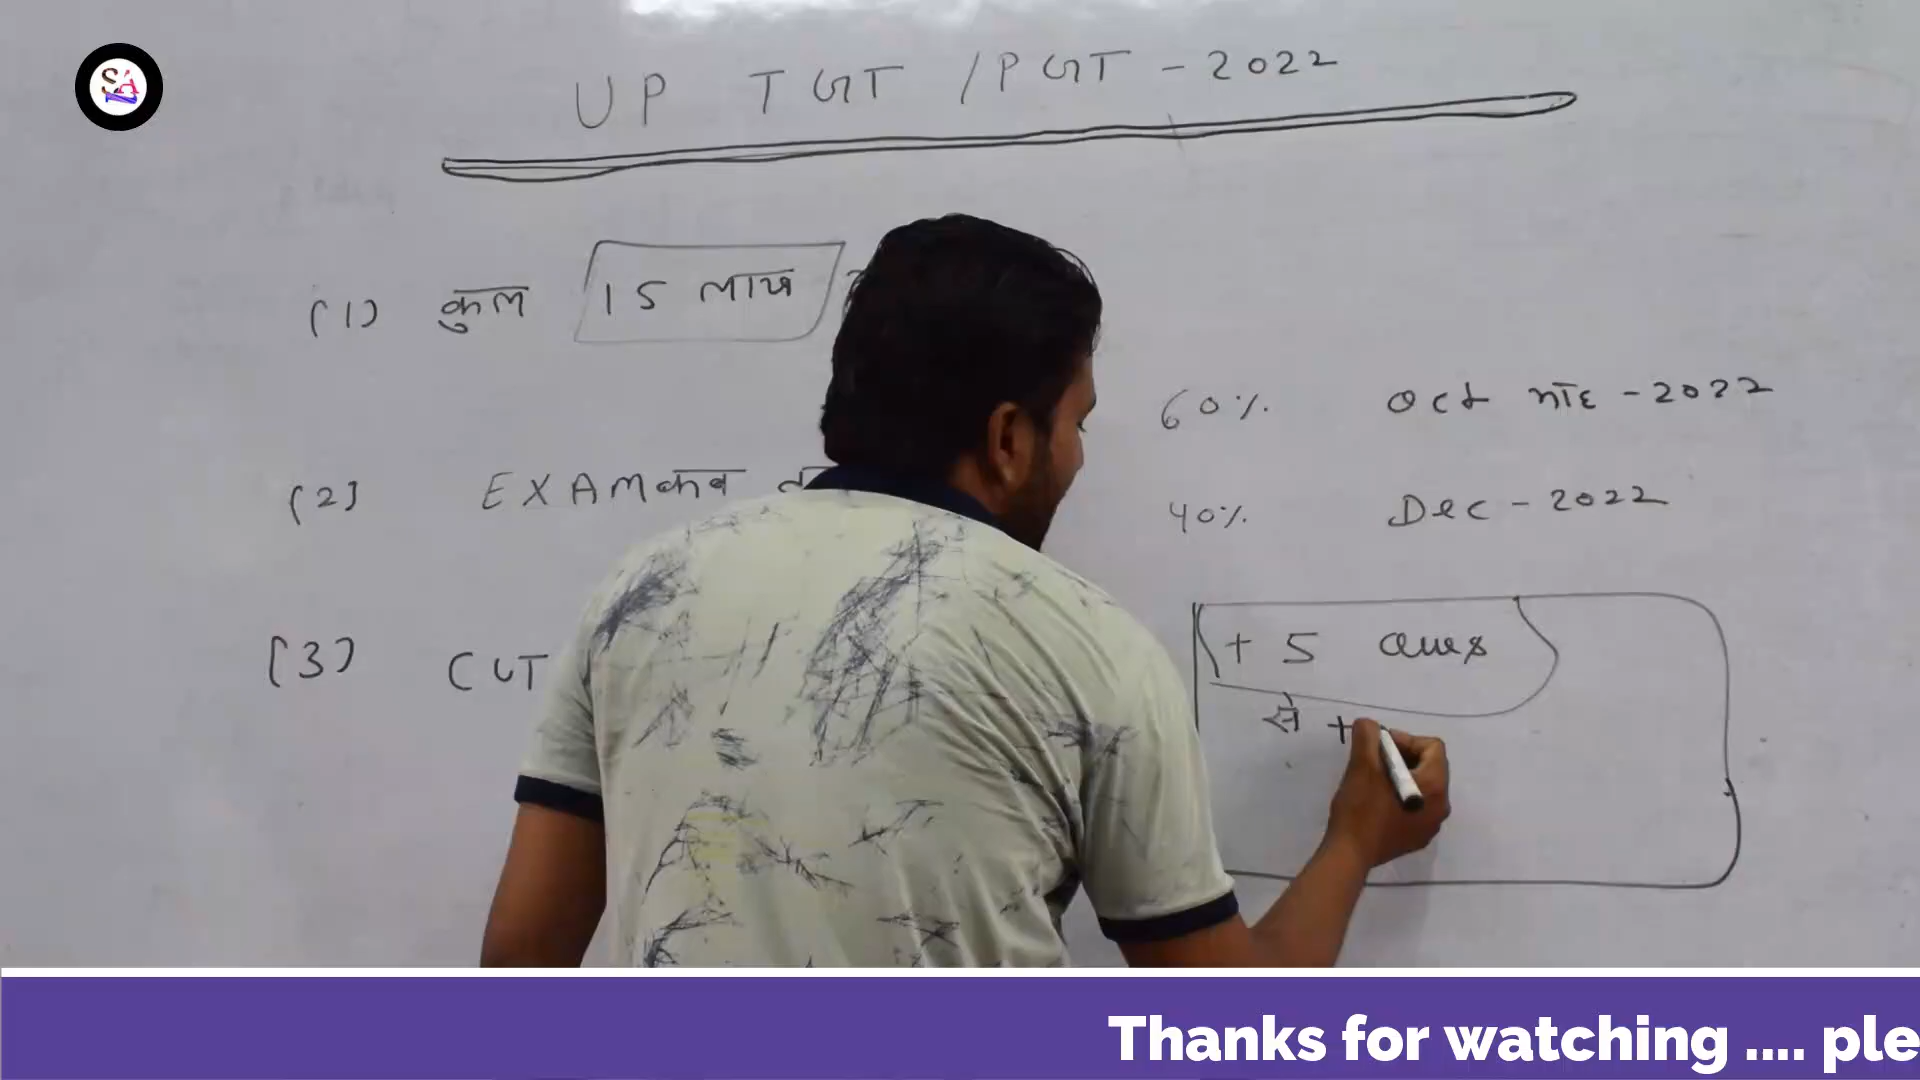 SA
UP TGT / PGT - 2022
(1) कुल 15 लाख
60% Oct माह - 2022
(2) EXAM कब
40% Dec - 2022
(3) CUT
+ 5 Ques
से +
Thanks for watching .... ple